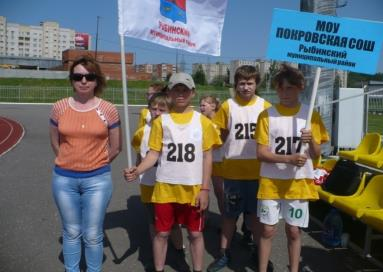 РЫБИНСКИЙ
муниципальный район
МОУ
ПОКРОВСКАЯ СОШ
Рыбинский
муниципальный район
218
215
217
10